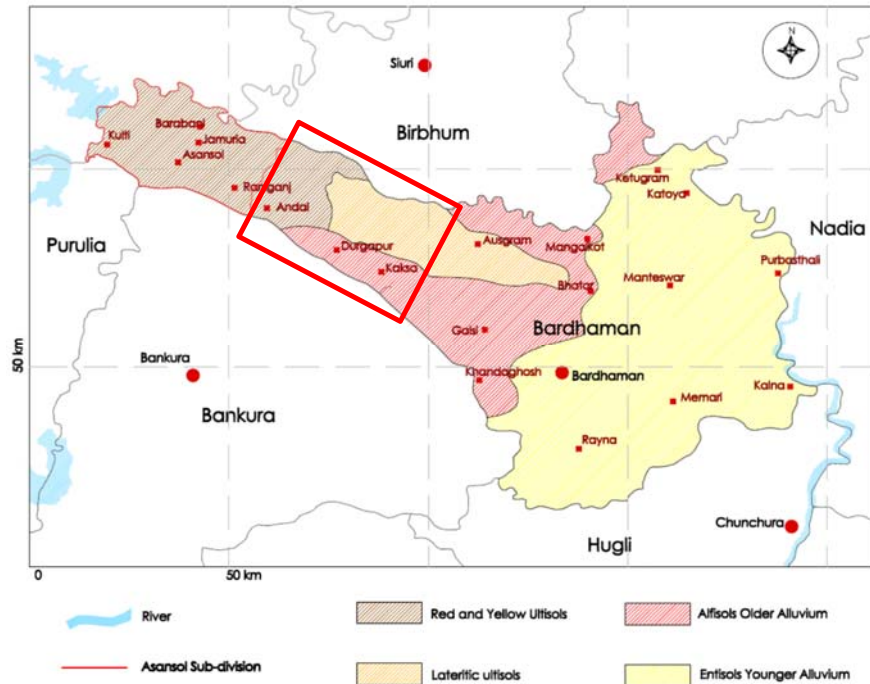 N
Siuri
Birbhum
Barabani
Kulti
Jamuria
Asansol
Raniganj
Andal
Ketugram
Katoya
Nadia
Purulia
Durgapur
Kaksa
Ausgram
Mangalkot
Manteswar
Purbasthali
Bhatar
Galsi
Bardhaman
50 km
Bankura
Khandaghosh
Bardhaman
Kalna
Memari
Bankura
Rayna
Chunchura
Hugli
0
50 km
River
Red and Yellow Ultisols
Alfisols Older Alluvium
Asansol Sub-division
Lateritic ultisols
Entisols Younger Alluvium